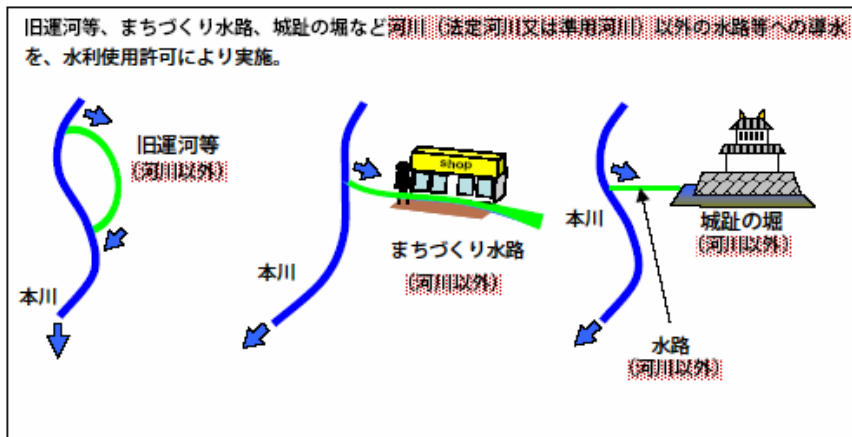 旧運河等、まちづくり水路、城趾の堀など河川（法定河川又は準用河川）以外の水路等への導水
を、水利使用許可により実施。
旧運河等
（河川以外）
本川
shop
まちづくり水路
（河川以外）
本川
城趾の堀
（河川以外）
本川
水路
（河川以外）